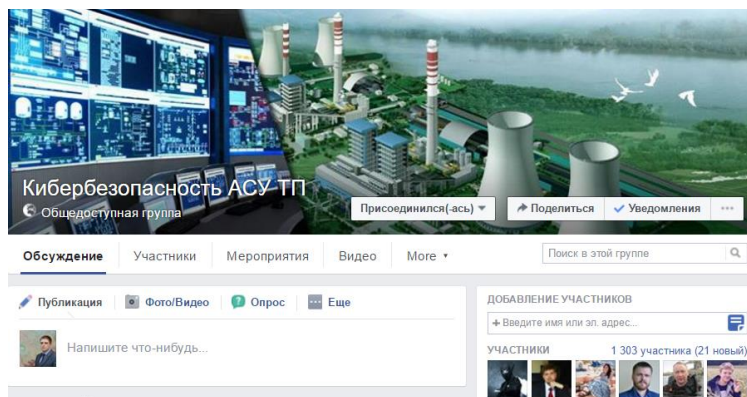 Кибербезопасность АСУ ТП
Общедоступная группа
Присоединился(-ась)
Поделиться
Уведомления
Обсуждение Участники Мероприятия Видео More
Поиск в этой группе
Публикация Фото/Видео Опрос Еще
Напишите что-нибудь...
ДОБАВЛЕНИЕ УЧАСТНИКОВ
+ Введите имя или эл. адрес...
УЧАСТНИКИ 1 303 участника (21 новый)